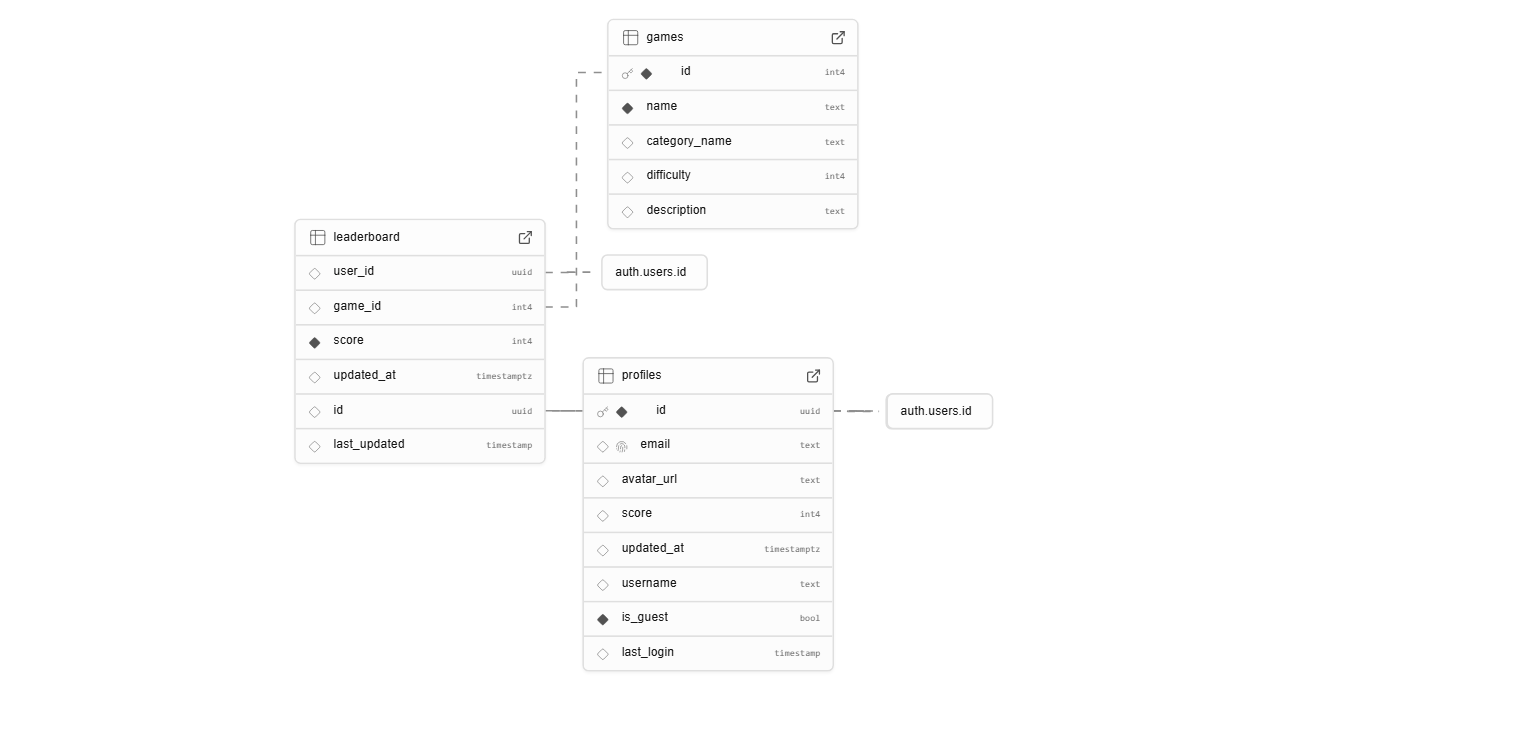 games
id int4
name text
category_name text
difficulty int4
description text
leaderboard
user_id uuid
game_id int4
score int4
updated_at timestamptz
id uuid
last_updated timestamp
auth.users.id
profiles
id uuid
email text
avatar_url text
score int4
updated_at timestamptz
username text
is_guest bool
last_login timestamp
auth.users.id